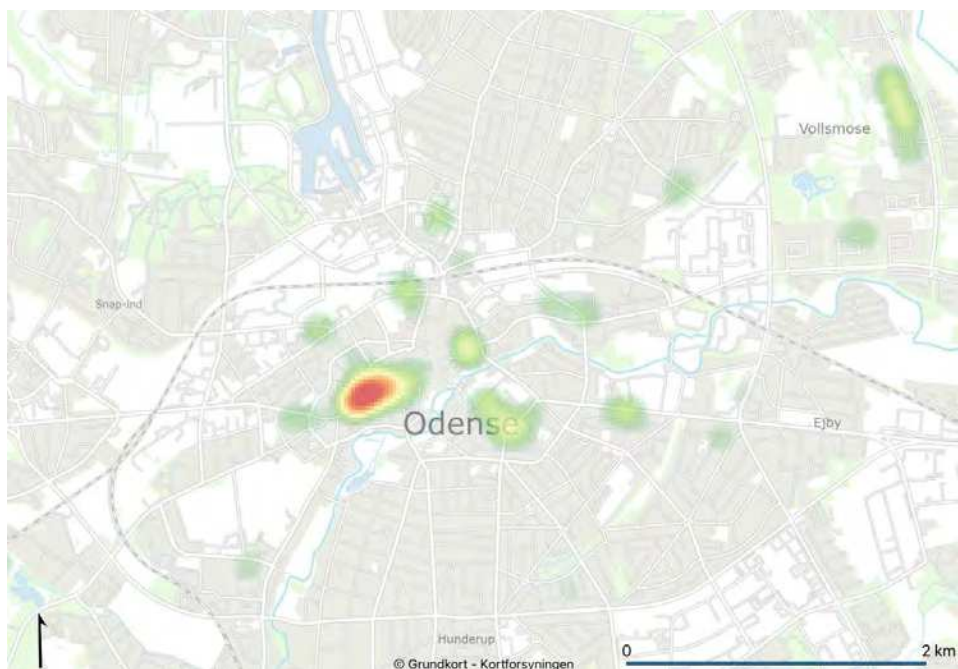 Vollsmose
Snap-Ind
Odense
Ejby
Hunderup
0 2 km
© Grundkort - Kortforsyningen